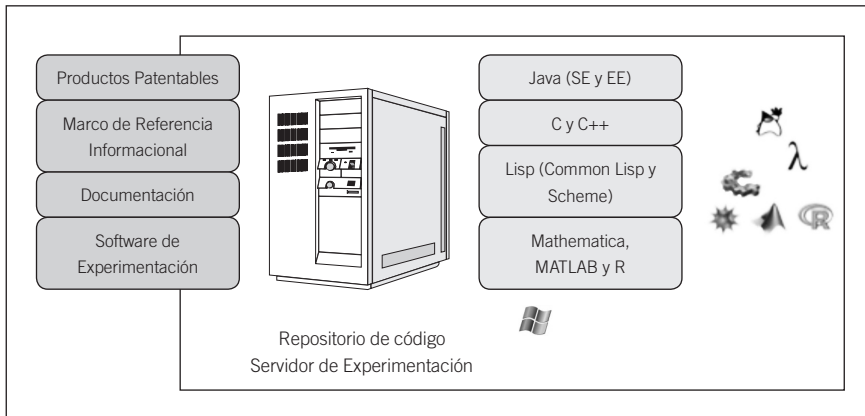 Productos Patentables
Marco de Referencia
Informacional
Documentación
Software de
Experimentación
Repositorio de código
Servidor de Experimentación
Java (SE y EE)
C y C++
Lisp (Common Lisp y
Scheme)
Mathematica,
MATLAB y R
λ
C
R